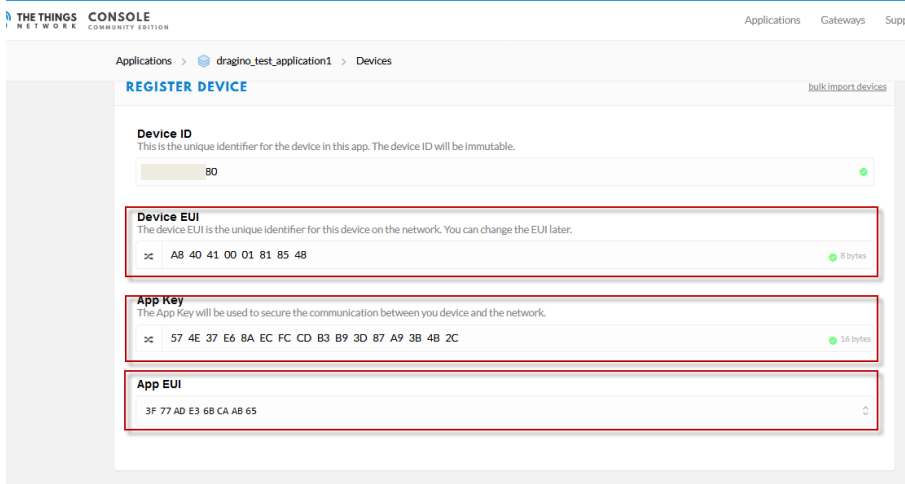 THE THINGS NETWORK
CONSOLE
COMMUNITY EDITION
Applications Gateways Supp
Applications > dragino_test_application1 > Devices
REGISTER DEVICE
bulk import devices
Device ID
This is the unique identifier for the device in this app. The device ID will be immutable.
80
Device EUI
The device EUI is the unique identifier for this device on the network. You can change the EUI later.
A8 40 41 00 01 81 85 48
8 bytes
App Key
The App Key will be used to secure the communication between you device and the network.
57 4E 37 E6 8A EC FC CD B3 B9 3D 87 A9 3B 4B 2C
16 bytes
App EUI
3F 77 AD E3 6B CA AB 65